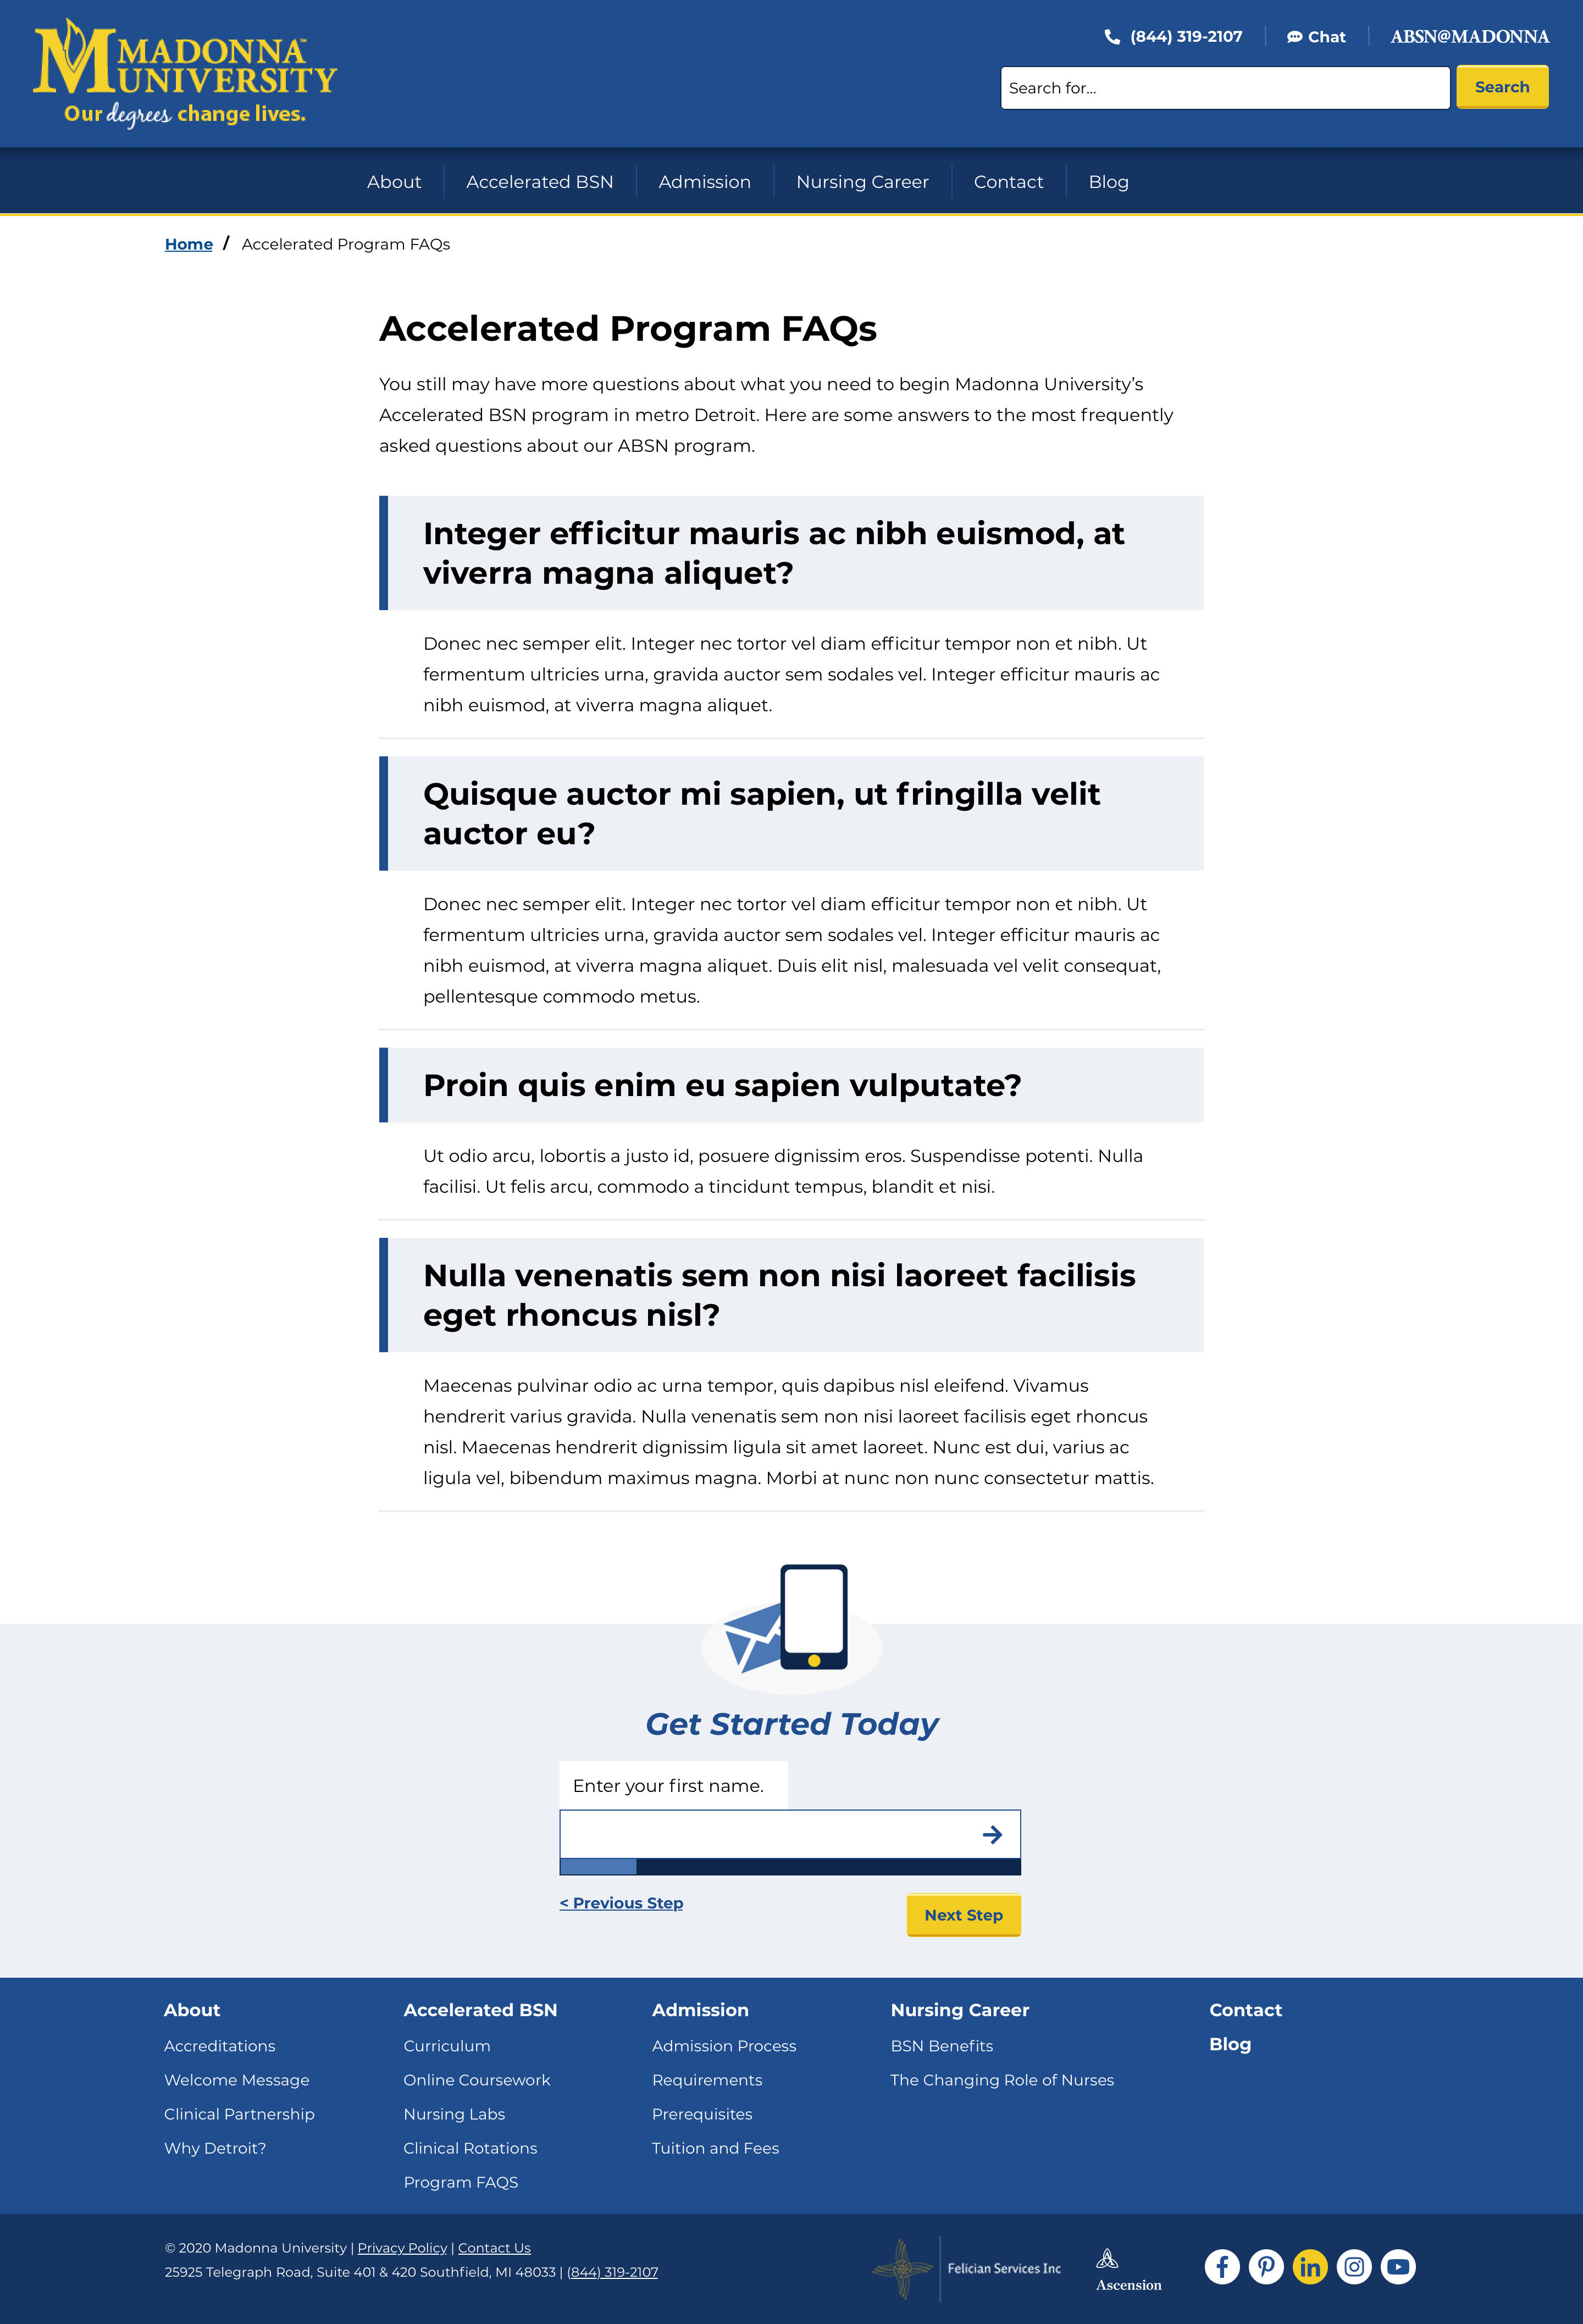 MADONNA™
UNIVERSITY
Our degrees change lives.
(844) 319-2107
Chat
ABSN@MADONNA
Search for...
Search
About
Accelerated BSN
Admission
Nursing Career
Contact
Blog
Home / Accelerated Program FAQs
Accelerated Program FAQs
You still may have more questions about what you need to begin Madonna University’s
Accelerated BSN program in metro Detroit. Here are some answers to the most frequently
asked questions about our ABSN program.
Integer efficitur mauris ac nibh euismod, at
viverra magna aliquet?
Donec nec semper elit. Integer nec tortor vel diam efficitur tempor non et nibh. Ut
fermentum ultricies urna, gravida auctor sem sodales vel. Integer efficitur mauris ac
nibh euismod, at viverra magna aliquet.
Quisque auctor mi sapien, ut fringilla velit
auctor eu?
Donec nec semper elit. Integer nec tortor vel diam efficitur tempor non et nibh. Ut
fermentum ultricies urna, gravida auctor sem sodales vel. Integer efficitur mauris ac
nibh euismod, at viverra magna aliquet. Duis elit nisl, malesuada vel velit consequat,
pellentesque commodo metus.
Proin quis enim eu sapien vulputate?
Ut odio arcu, lobortis a justo id, posuere dignissim eros. Suspendisse potenti. Nulla
facilisi. Ut felis arcu, commodo a tincidunt tempus, blandit et nisi.
Nulla venenatis sem non nisi laoreet facilisis
eget rhoncus nisl?
Maecenas pulvinar odio ac urna tempor, quis dapibus nisl eleifend. Vivamus
hendrerit varius gravida. Nulla venenatis sem non nisi laoreet facilisis eget rhoncus
nisl. Maecenas hendrerit dignissim ligula sit amet laoreet. Nunc est dui, varius ac
ligula vel, bibendum maximus magna. Morbi at nunc non nunc consectetur mattis.
Get Started Today
Enter your first name.
< Previous Step
Next Step
About
Accreditations
Welcome Message
Clinical Partnership
Why Detroit?
Accelerated BSN
Curriculum
Online Coursework
Nursing Labs
Clinical Rotations
Program FAQS
Admission
Admission Process
Requirements
Prerequisites
Tuition and Fees
Nursing Career
BSN Benefits
The Changing Role of Nurses
Contact
Blog
© 2020 Madonna University | Privacy Policy | Contact Us
25925 Telegraph Road, Suite 401 & 420 Southfield, MI 48033 | (844) 319-2107
Felician Services Inc
Ascension